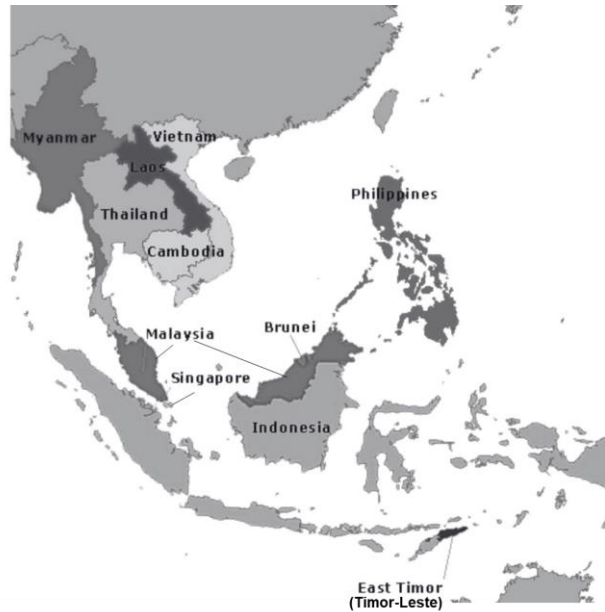 Myanmar
Vietnam
Laos
Philippines
Thailand
Cambodia
Brunei
Malaysia
Singapore
Indonesia
East Timor
(Timor-Leste)